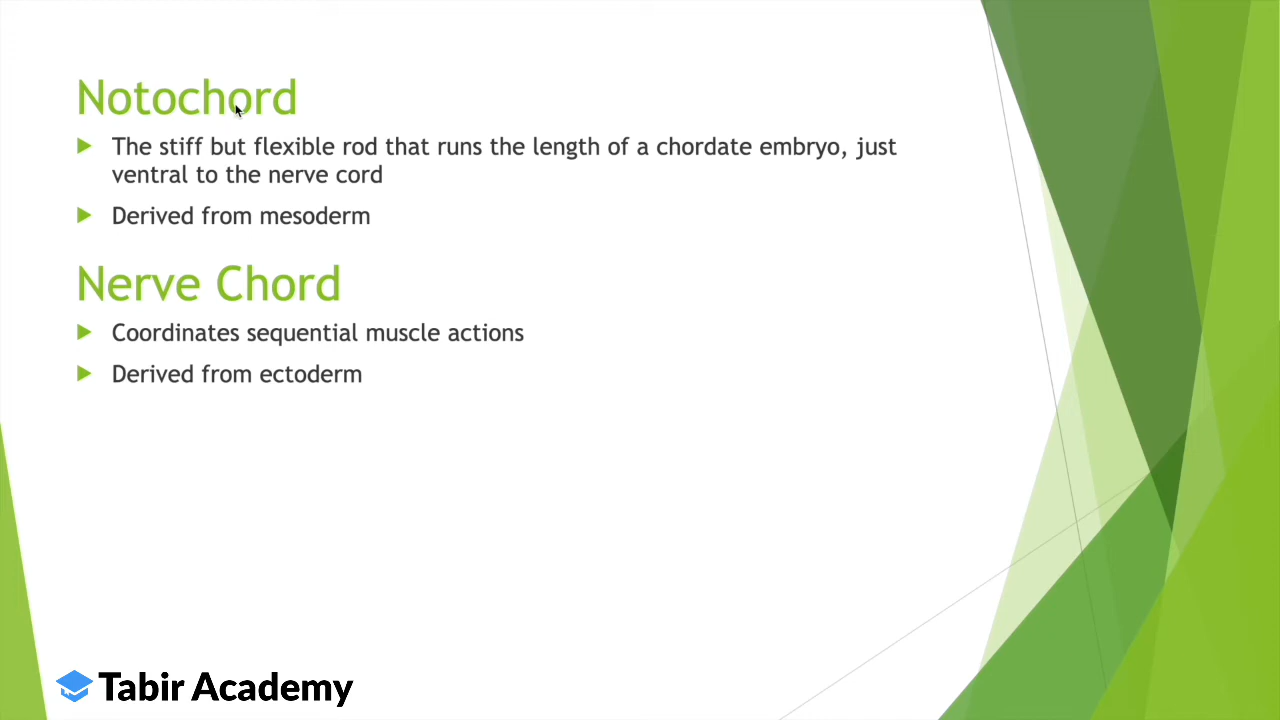 Notochord
The stiff but flexible rod that runs the length of a chordate embryo, just
ventral to the nerve cord
Derived from mesoderm
Nerve Chord
Coordinates sequential muscle actions
Derived from ectoderm
Tabir Academy